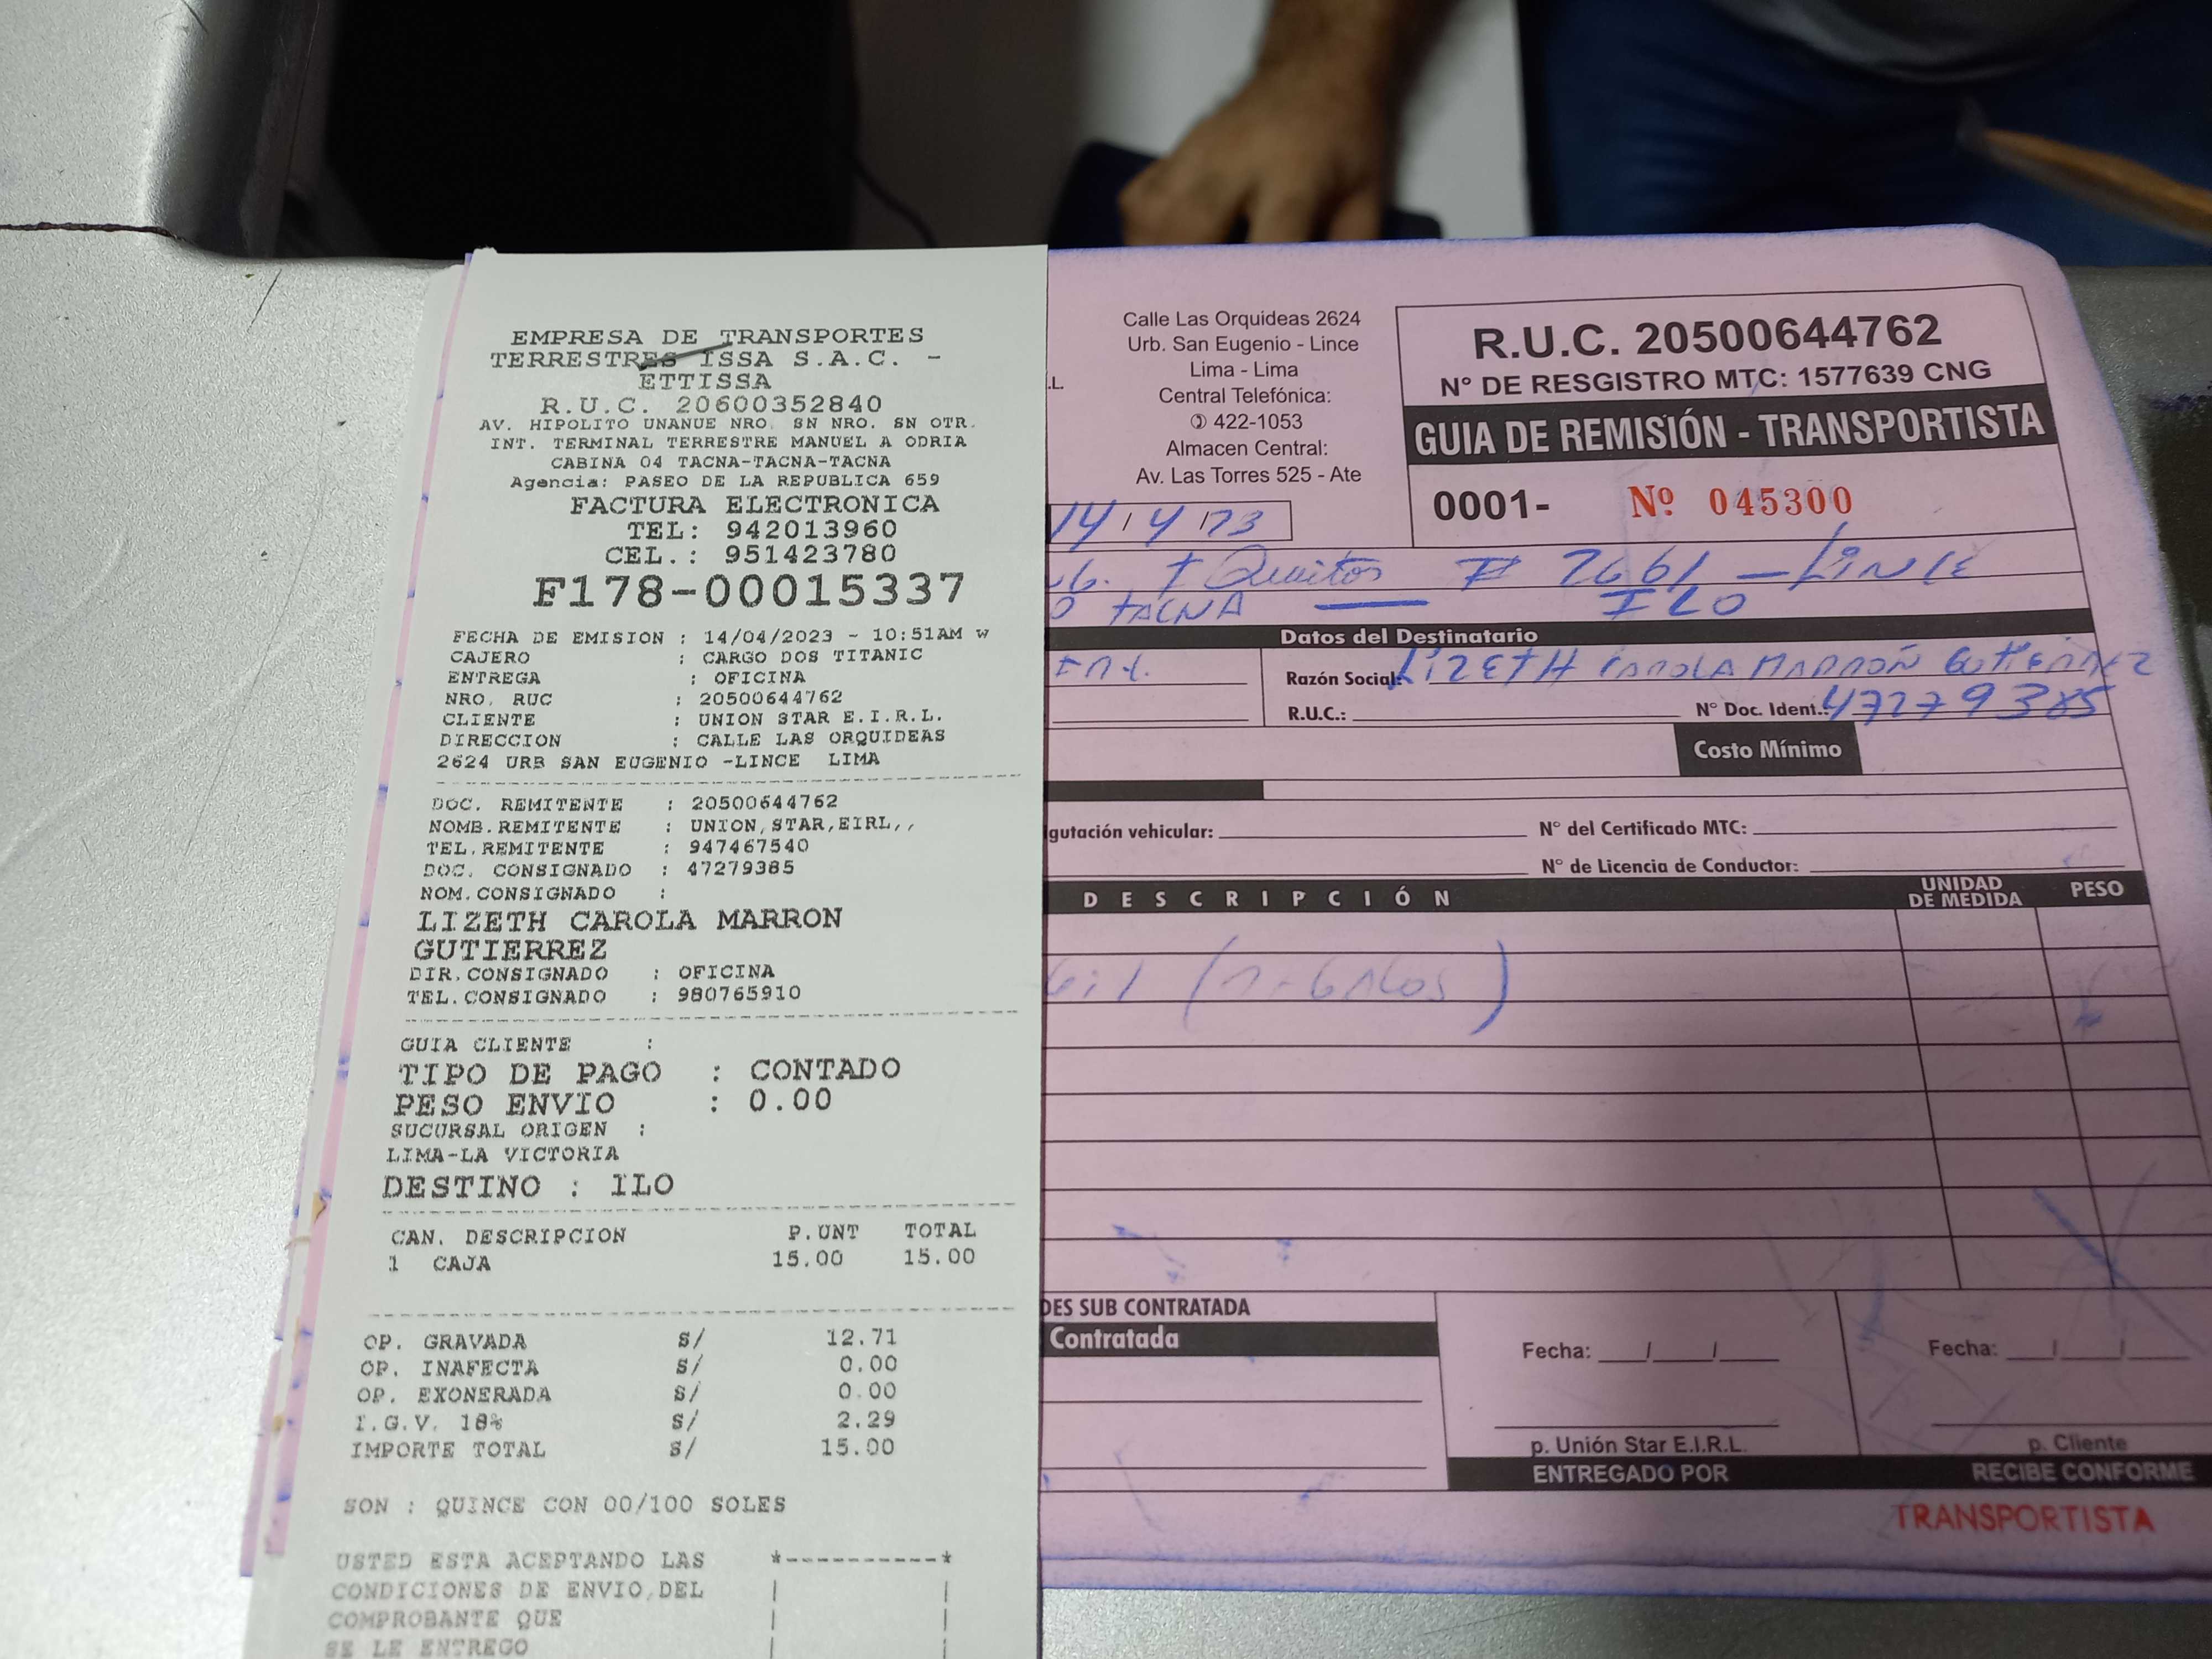 EMPRESA DE TRANSPORTES
TERRESTRES ISSA S.A.C. -
ETTISSA
R.U.C. 20600352840
AV. HIPOLITO UNANUE NRO. SN NRO. SN OTR.
INT. TERMINAL TERRESTRE MANUEL A ODRIA
CABINA 04 TACNA-TACNA-TACNA
Agencia: PASEO DE LA REPUBLICA 659
FACTURA ELECTRONICA
TEL: 942013960
CEL.: 951423780
F178-00015337
FECHA DE EMISION : 14/04/2023 - 10:51AM w
CAJERO : CARGO DOS TITANIC
ENTREGA : OFICINA
NRO. RUC : 20500644762
CLIENTE : UNION STAR E.I.R.L.
DIRECCION : CALLE LAS ORQUIDEAS
2624 URB SAN EUGENIO -LINCE LIMA
DOC. REMITENTE : 20500644762
NOMB.REMITENTE : UNION,STAR,EIRL,,
TEL.REMITENTE : 947467540
DOC. CONSIGNADO : 47279385
NOM.CONSIGNADO :
LIZETH CAROLA MARRON
GUTIERREZ
DIR.CONSIGNADO : OFICINA
TEL.CONSIGNADO : 980765910
GUIA CLIENTE :
TIPO DE PAGO : CONTADO
PESO ENVIO : 0.00
SUCURSAL ORIGEN :
LIMA-LA VICTORIA
DESTINO : ILO
CAN. DESCRIPCION P.UNT TOTAL
1 CAJA 15.00 15.00
OP. GRAVADA S/ 12.71
OP. INAFECTA S/ 0.00
OP. EXONERADA S/ 0.00
I.G.V. 18% S/ 2.29
IMPORTE TOTAL S/ 15.00
SON : QUINCE CON 00/100 SOLES
USTED ESTA ACEPTANDO LAS
CONDICIONES DE ENVIO,DEL
COMPROBANTE QUE
SE LE ENTREGO
.L.
Calle Las Orquideas 2624
Urb. San Eugenio - Lince
Lima - Lima
Central Telefónica:
422-1053
Almacen Central:
Av. Las Torres 525 - Ate
R.U.C. 20500644762
N° DE RESGISTRO MTC: 1577639 CNG
GUIA DE REMISIÓN - TRANSPORTISTA
0001- Nº 045300
14/4/23
# 2661 - LINCE
TACNA — ILO
Datos del Destinatario
Razón Social: LIZETH CAROLA MARRON GUTIERREZ
R.U.C.: N° Doc. Ident.: 47279385
Costo Mínimo
gutación vehicular: N° del Certificado MTC:
N° de Licencia de Conductor:
DESCRIPCIÓN UNIDAD DE MEDIDA PESO
DES SUB CONTRATADA
Contratada
Fecha: __/__/__ Fecha: __/__/__
p. Unión Star E.I.R.L. p. Cliente
ENTREGADO POR RECIBE CONFORME
TRANSPORTISTA